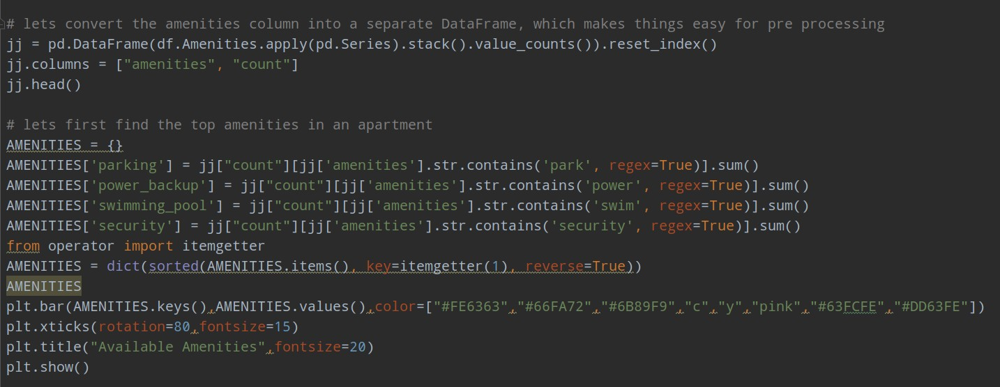 # lets convert the amenities column into a separate DataFrame, which makes things easy for pre processing
jj = pd.DataFrame(df.Amenities.apply(pd.Series).stack().value_counts()).reset_index()
jj.columns = ["amenities", "count"]
jj.head()
# lets first find the top amenities in an apartment
AMENITIES = {}
AMENITIES['parking'] = jj["count"][jj['amenities'].str.contains('park', regex=True)].sum()
AMENITIES['power_backup'] = jj["count"][jj['amenities'].str.contains('power', regex=True)].sum()
AMENITIES['swimming_pool'] = jj["count"][jj['amenities'].str.contains('swim', regex=True)].sum()
AMENITIES['security'] = jj["count"][jj['amenities'].str.contains('security', regex=True)].sum()
from operator import itemgetter
AMENITIES = dict(sorted(AMENITIES.items(), key=itemgetter(1), reverse=True))
AMENITIES
plt.bar(AMENITIES.keys(),AMENITIES.values(),color=["#FE6363","#66FA72","#6B89F9","c","y","pink","#63FCFE","#DD63FE"])
plt.xticks(rotation=80,fontsize=15)
plt.title("Available Amenities",fontsize=20)
plt.show()